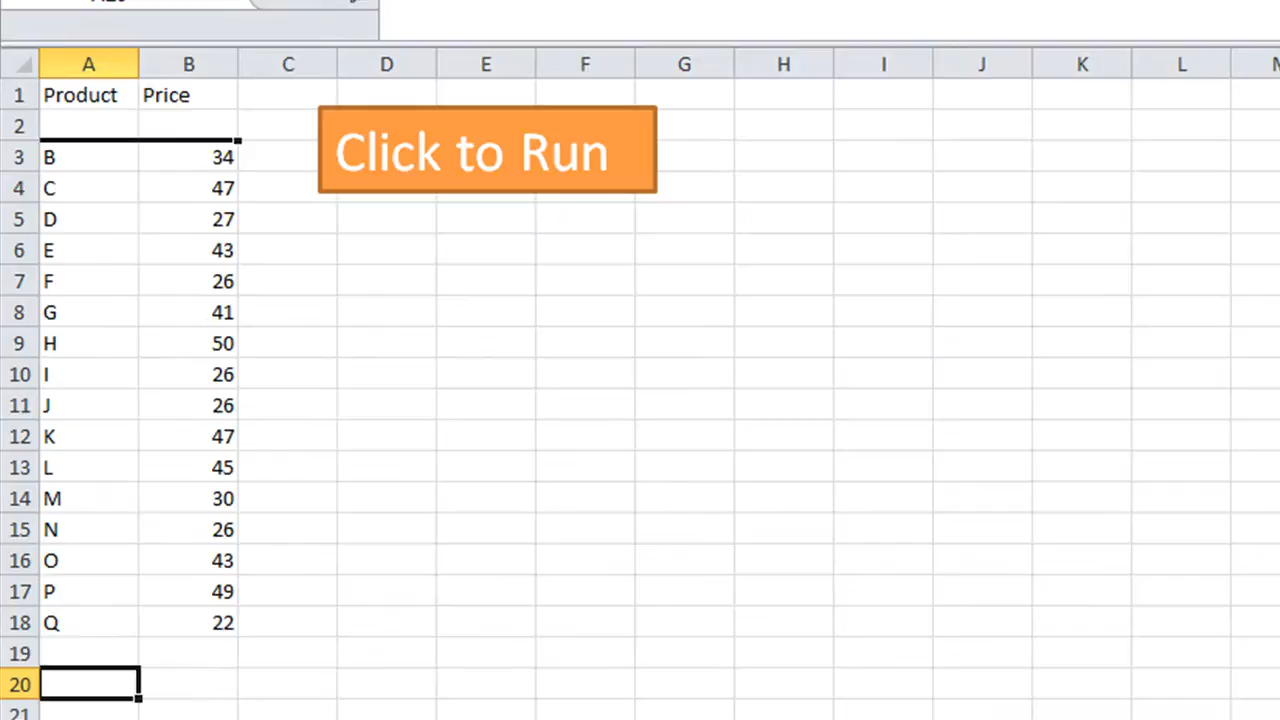 A B C D E F G H I J K L
1 Product Price
2
Click to Run
3 B 34
4 C 47
5 D 27
6 E 43
7 F 26
8 G 41
9 H 50
10 I 26
11 J 26
12 K 47
13 L 45
14 M 30
15 N 26
16 O 43
17 P 49
18 Q 22
19
20
21